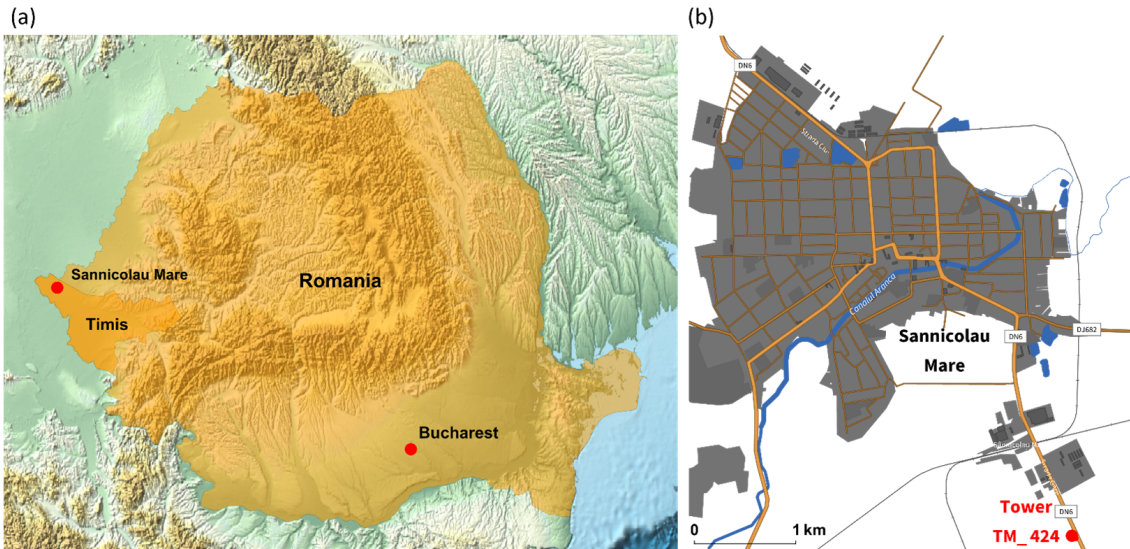 (a)
Sannicolau Mare
Timis
Romania
Bucharest
(b)
DN6
Canalul Aranca
Sannicolau
Mare
DN6
DJ682
Tower
DN6
TM_424
0
1 km